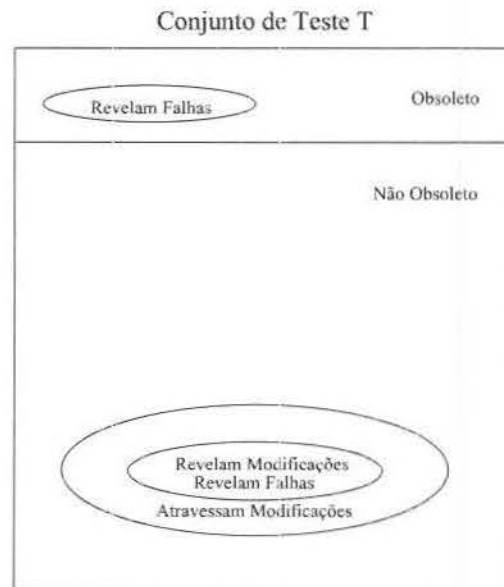 Conjunto de Teste T
Revelam Falhas
Obsoleto
Não Obsoleto
Revelam Modificações
Revelam Falhas
Atravessam Modificações